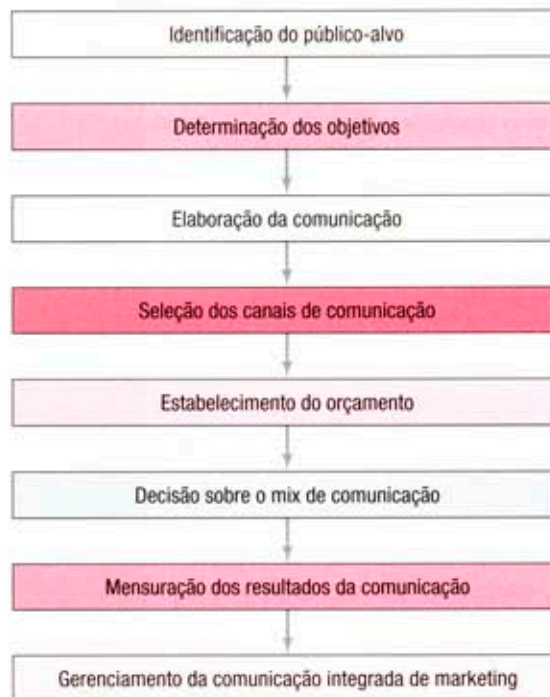 Identificação do público-alvo
Determinação dos objetivos
Elaboração da comunicação
Seleção dos canais de comunicação
Estabelecimento do orçamento
Decisão sobre o mix de comunicação
Mensuração dos resultados da comunicação
Gerenciamento da comunicação integrada de marketing